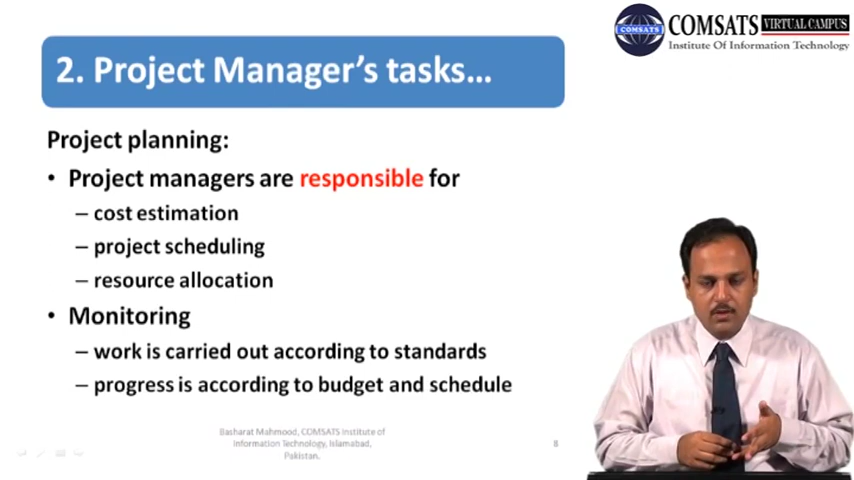 COMSATS
COMSATS VIRTUAL CAMPUS
Institute Of Information Technology
2. Project Manager's tasks...
Project planning:
• Project managers are responsible for
– cost estimation
– project scheduling
– resource allocation
• Monitoring
– work is carried out according to standards
– progress is according to budget and schedule
Basharat Mahmood, COMSATS Institute of
Information Technology, Islamabad,
Pakistan.
8